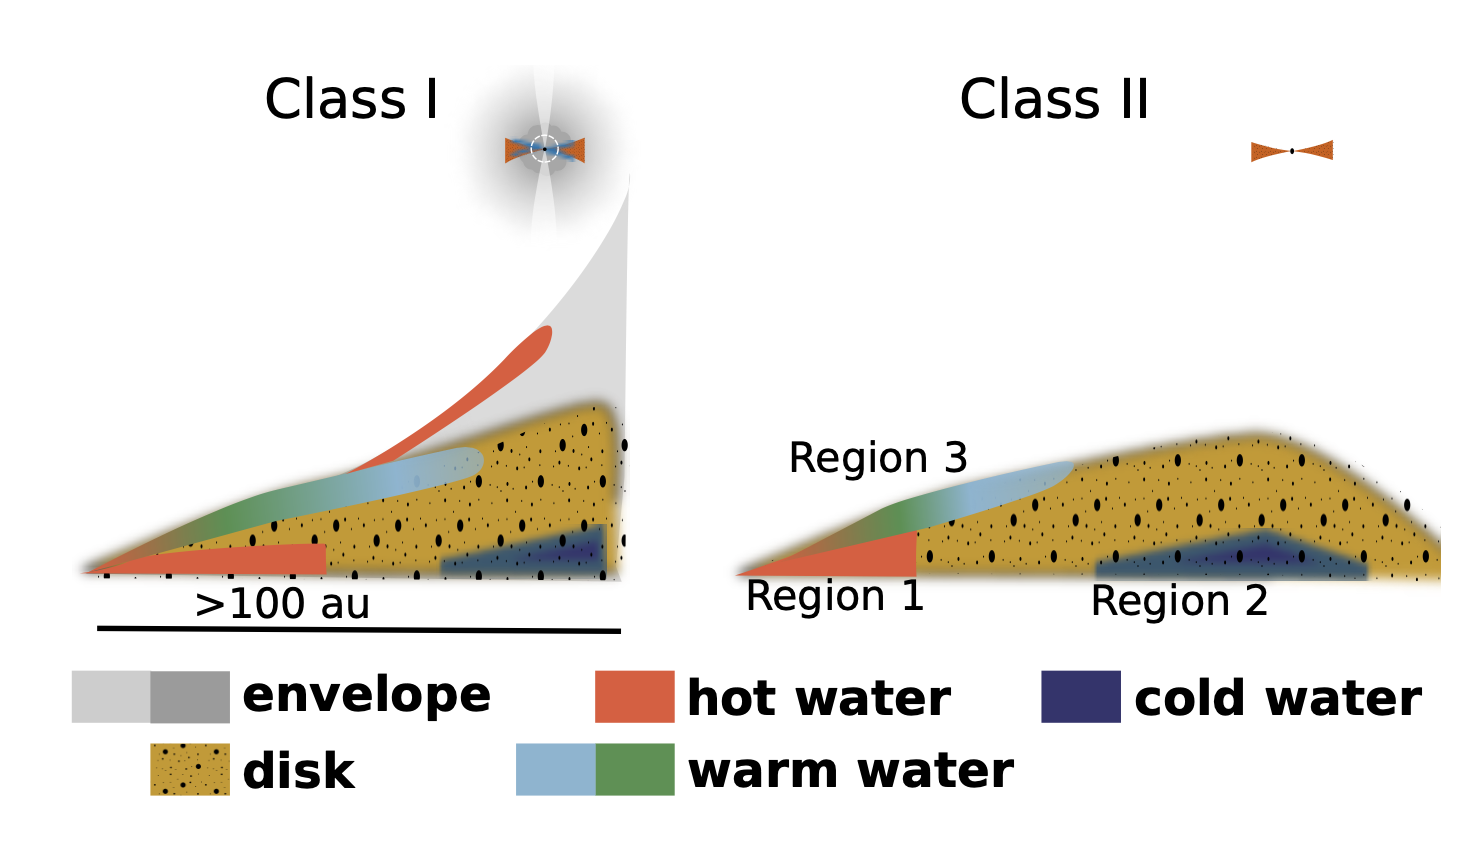 Class I
Class II
Region 3
>100 au
Region 1
Region 2
envelope
hot water
cold water
disk
warm water